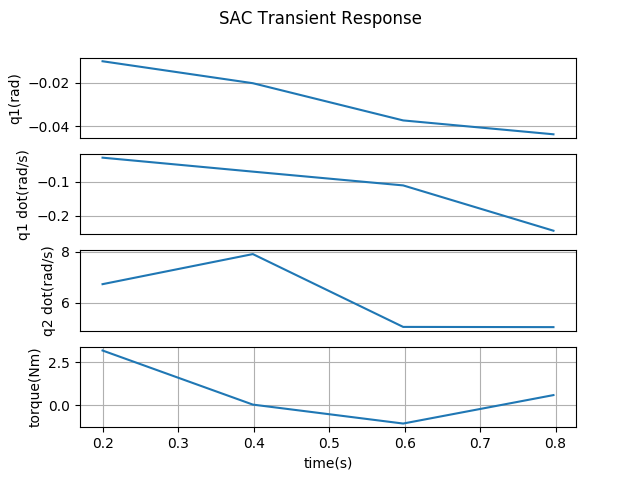 SAC Transient Response
q1(rad)
−0.02
−0.04
q1 dot(rad/s)
−0.1
−0.2
q2 dot(rad/s)
8
6
torque(Nm)
2.5
0.0
0.2 0.3 0.4 0.5 0.6 0.7 0.8
time(s)